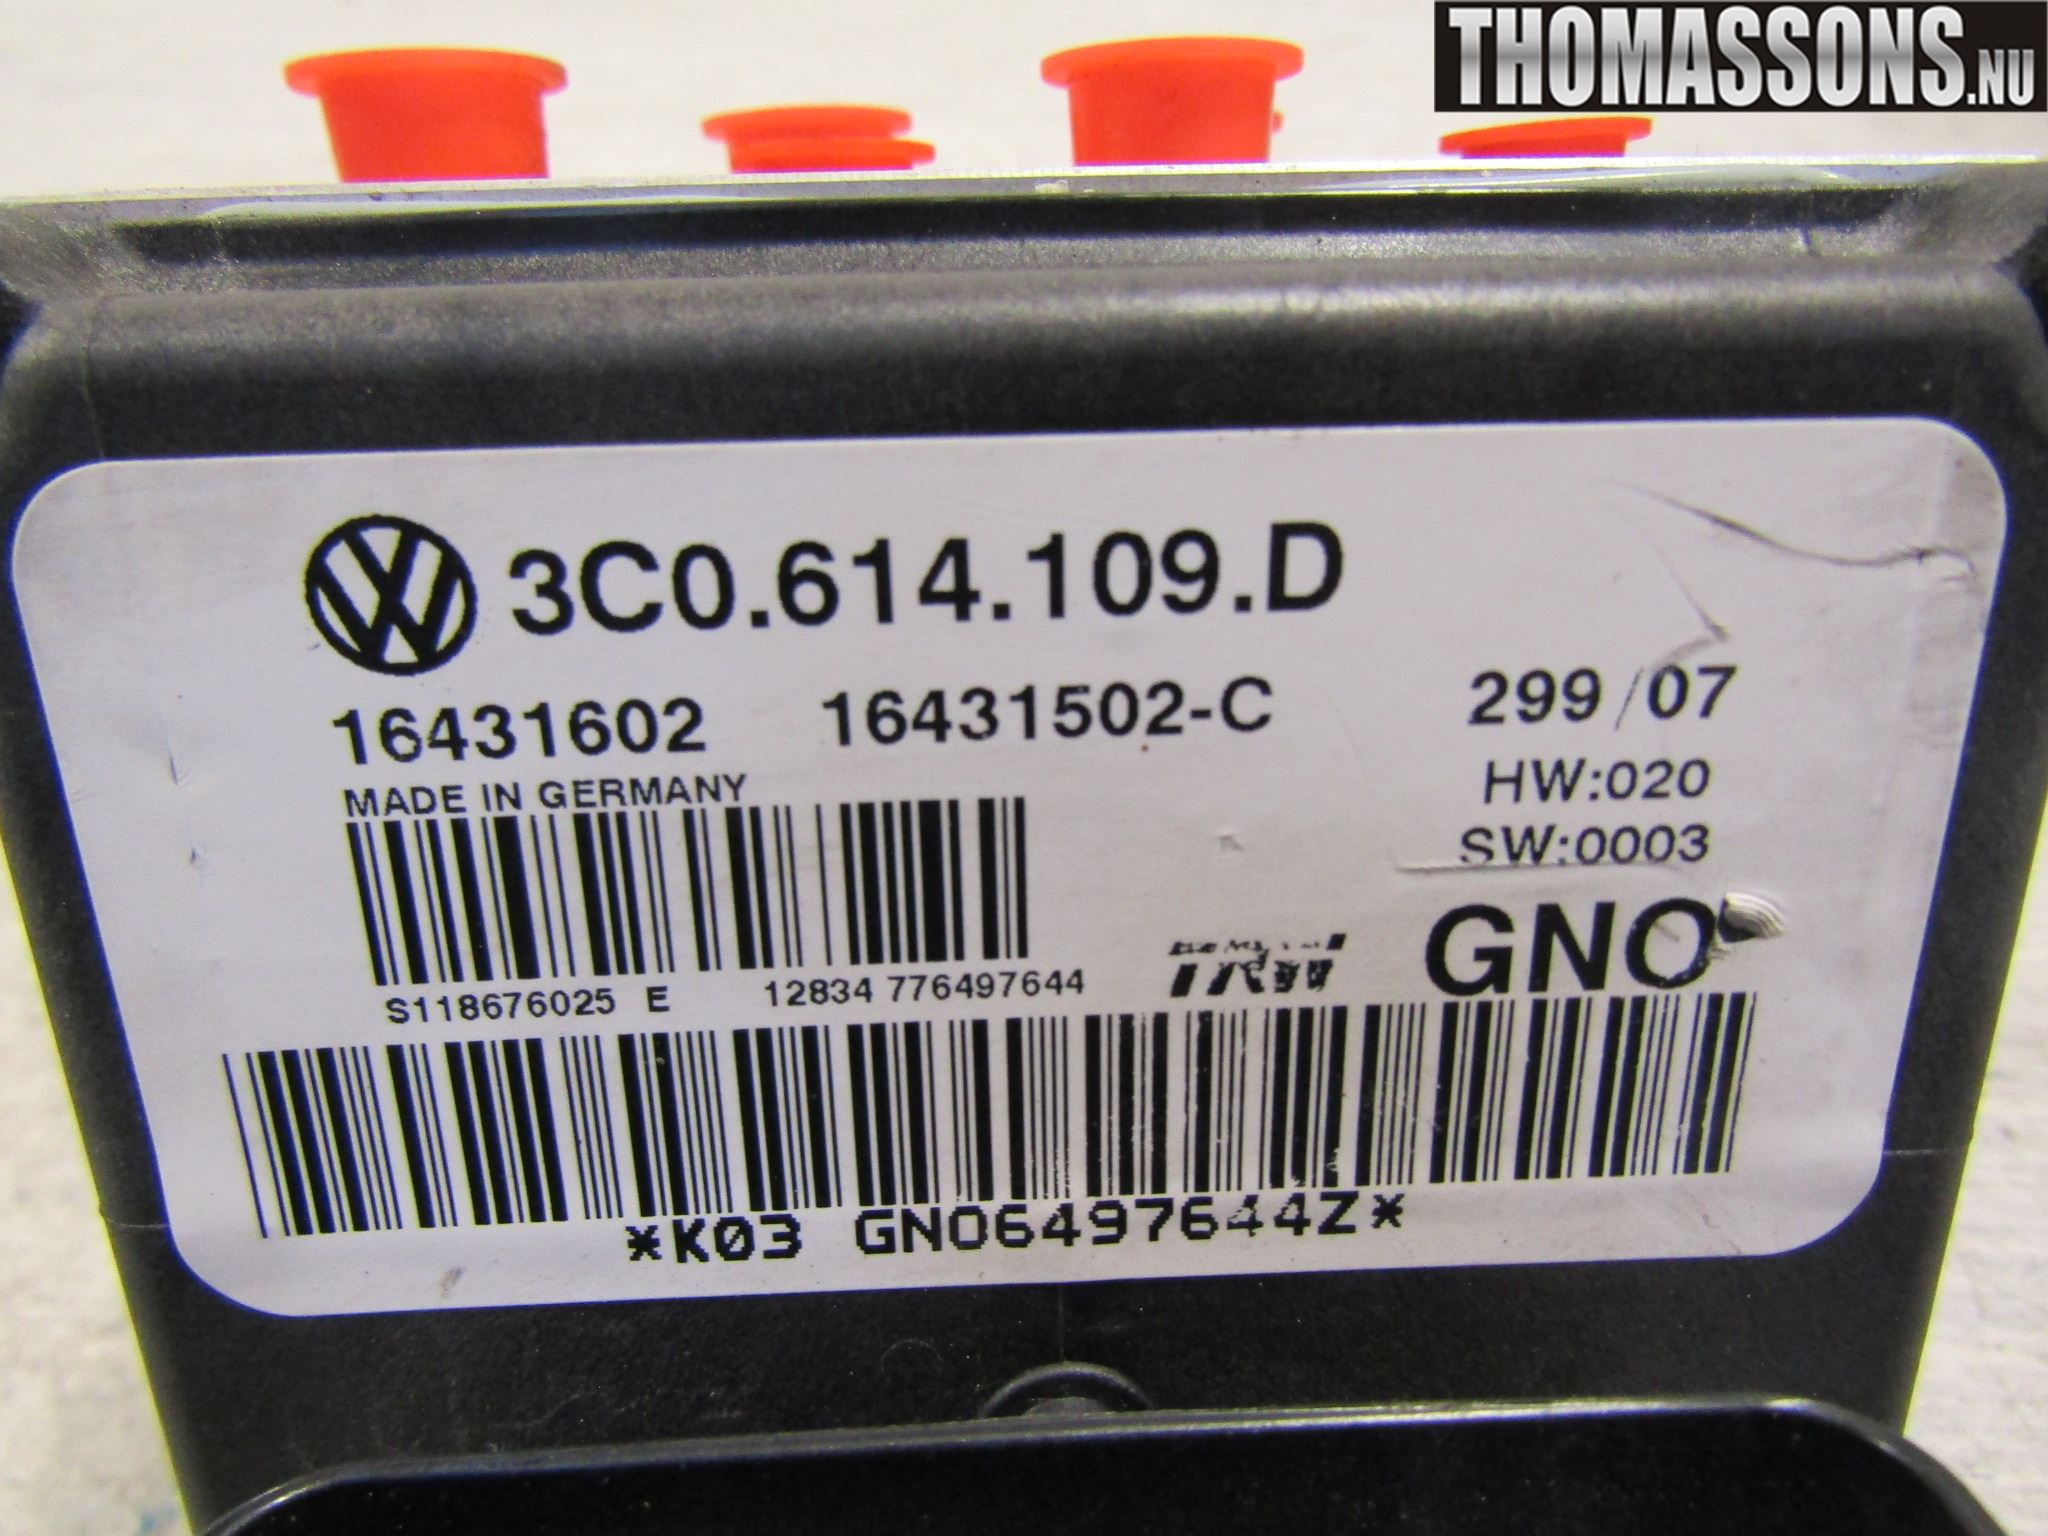 THOMASSONS.NU
3C0.614.109.D
16431602 16431502-C 299/07
MADE IN GERMANY HW:020
SW:0003
TRW GNO
S118676025 E 12834 776497644
*K03 GNO6497644Z*